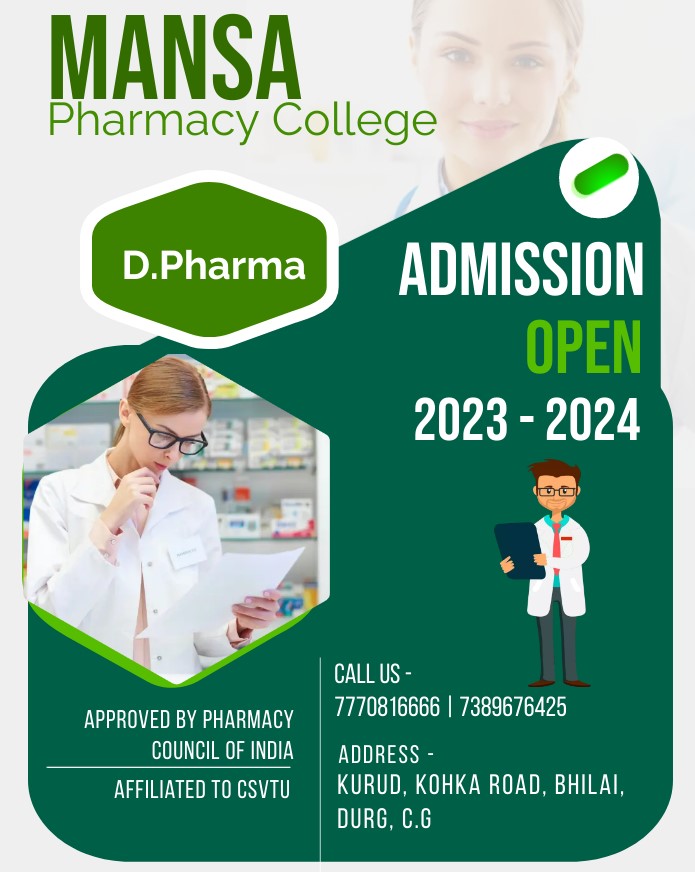 MANSA
Pharmacy College
D.Pharma
ADMISSION
OPEN
2023 - 2024
CALL US -
7770816666 | 7389676425
APPROVED BY PHARMACY
COUNCIL OF INDIA
AFFILIATED TO CSVTU
ADDRESS -
KURUD, KOHKA ROAD, BHILAI,
DURG, C.G